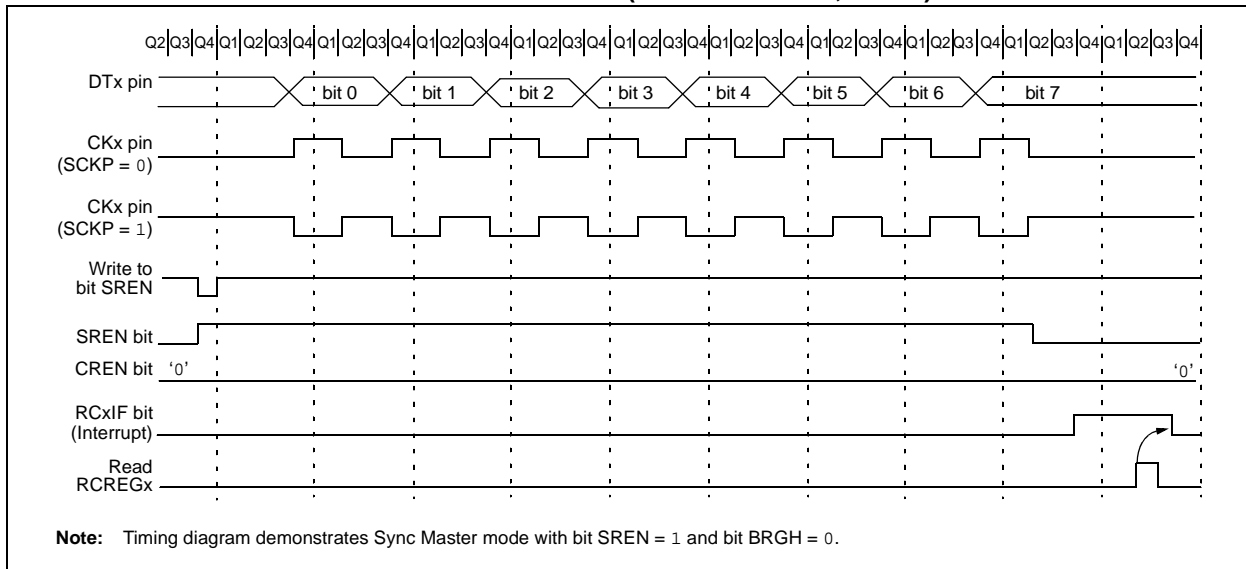 Q2 Q3 Q4 Q1 Q2 Q3 Q4 Q1 Q2 Q3 Q4 Q1 Q2 Q3 Q4 Q1 Q2 Q3 Q4 Q1 Q2 Q3 Q4 Q1 Q2 Q3 Q4 Q1 Q2 Q3 Q4 Q1 Q2 Q3 Q4 Q1 Q2 Q3 Q4 Q1 Q2 Q3 Q4
DTx pin bit 0 bit 1 bit 2 bit 3 bit 4 bit 5 bit 6 bit 7
CKx pin
(SCKP = 0)
CKx pin
(SCKP = 1)
Write to
bit SREN
SREN bit
CREN bit ‘0’ ‘0’
RCxIF bit
(Interrupt)
Read
RCREGx
Note: Timing diagram demonstrates Sync Master mode with bit SREN = 1 and bit BRGH = 0.